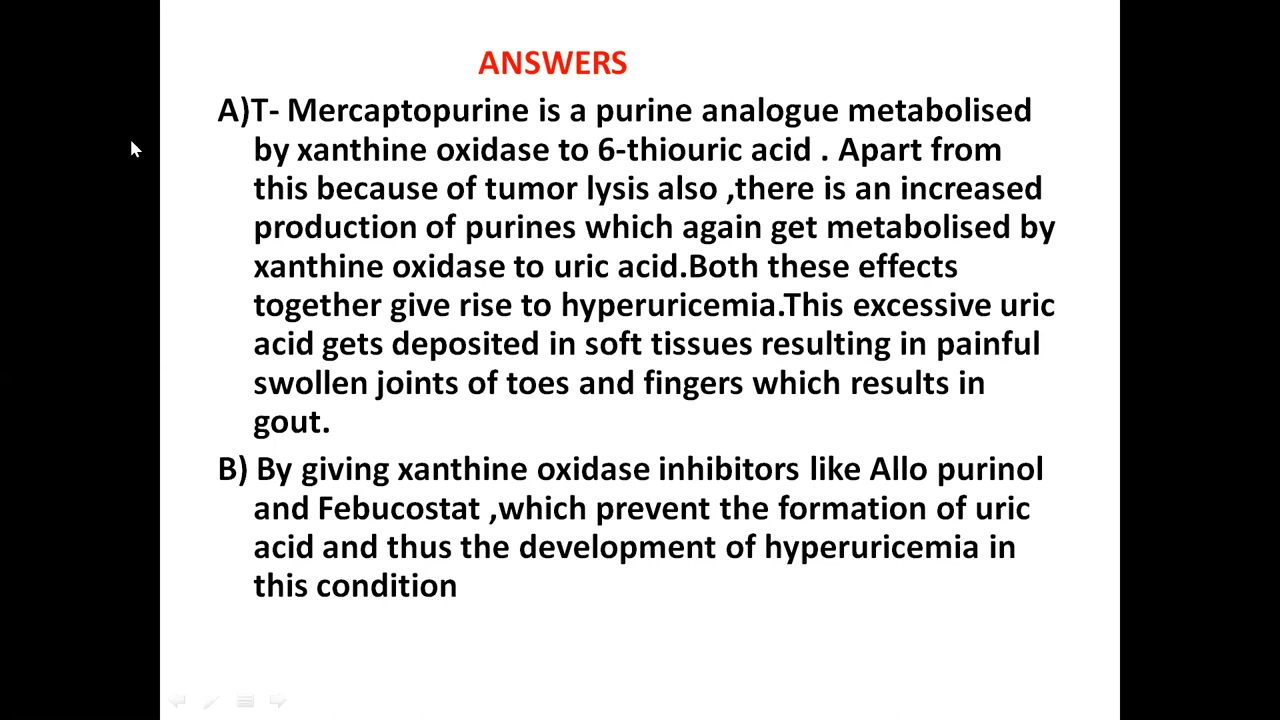 ANSWERS
A)T- Mercaptopurine is a purine analogue metabolised
by xanthine oxidase to 6-thiouric acid . Apart from
this because of tumor lysis also ,there is an increased
production of purines which again get metabolised by
xanthine oxidase to uric acid.Both these effects
together give rise to hyperuricemia.This excessive uric
acid gets deposited in soft tissues resulting in painful
swollen joints of toes and fingers which results in
gout.
B) By giving xanthine oxidase inhibitors like Allo purinol
and Febucostat ,which prevent the formation of uric
acid and thus the development of hyperuricemia in
this condition